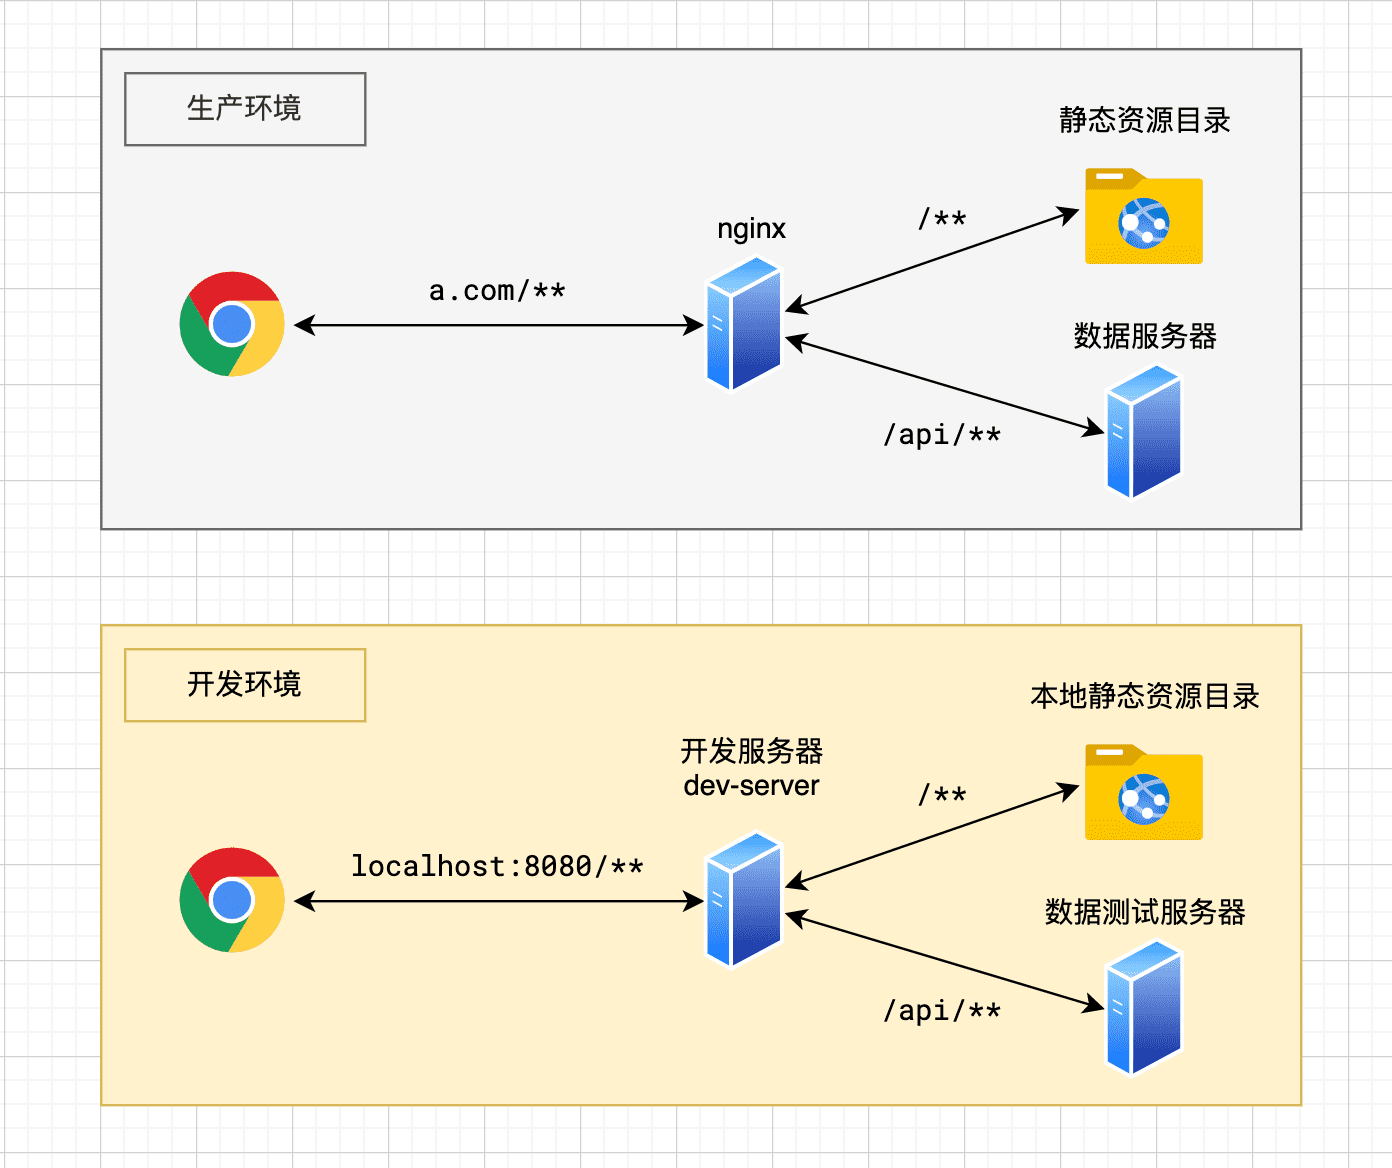 生产环境
静态资源目录
nginx
/**
a.com/**
数据服务器
/api/**
开发环境
本地静态资源目录
开发服务器
dev-server
/**
localhost:8080/**
数据测试服务器
/api/**